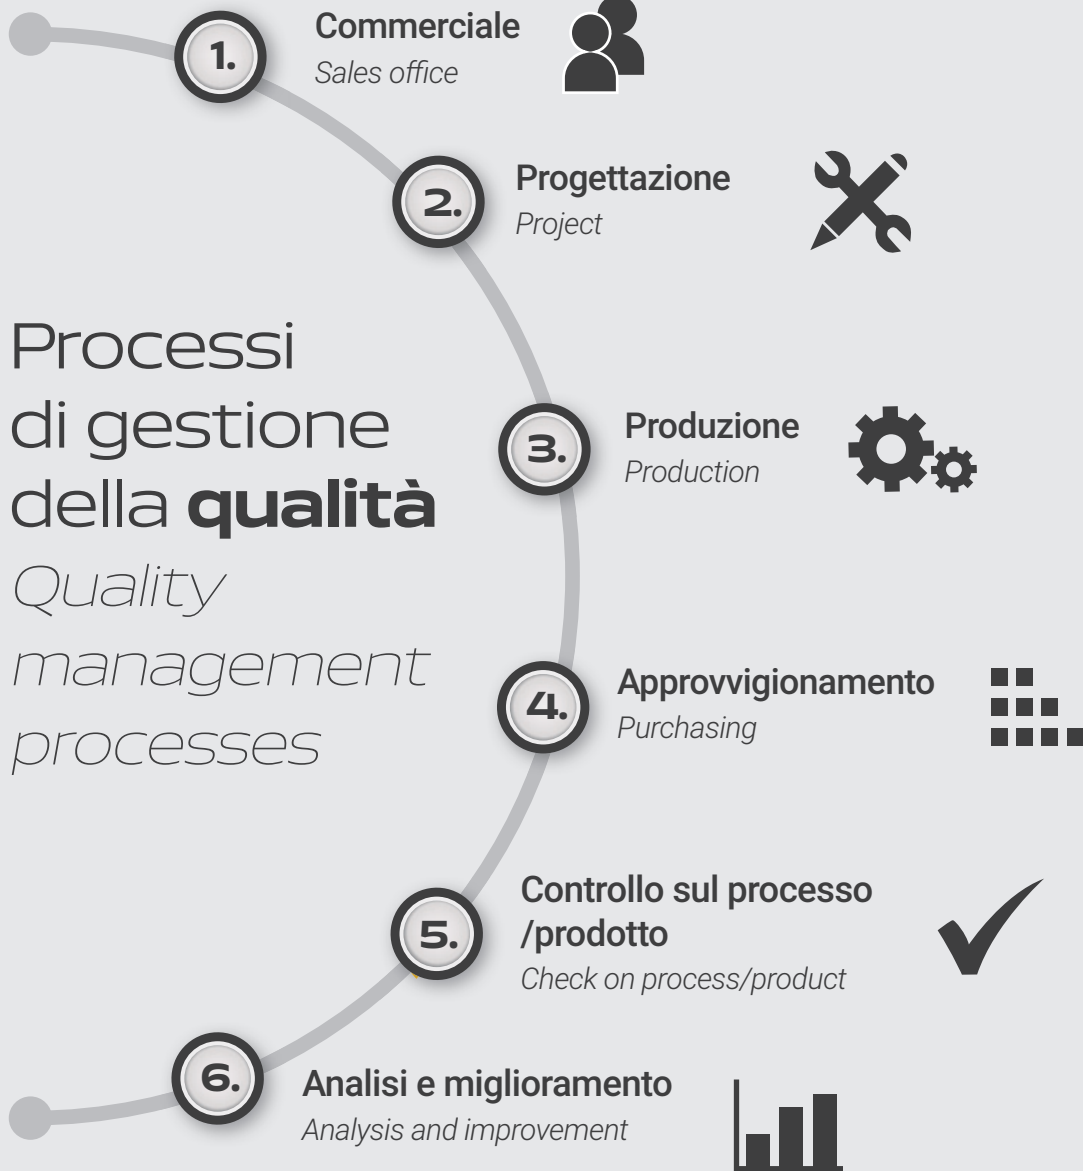 1.
Commerciale
Sales office
2.
Progettazione
Project
Processi
di gestione
della qualità
Quality
management
processes
3.
Produzione
Production
4.
Approvvigionamento
Purchasing
5.
Controllo sul processo
/prodotto
Check on process/product
6.
Analisi e miglioramento
Analysis and improvement